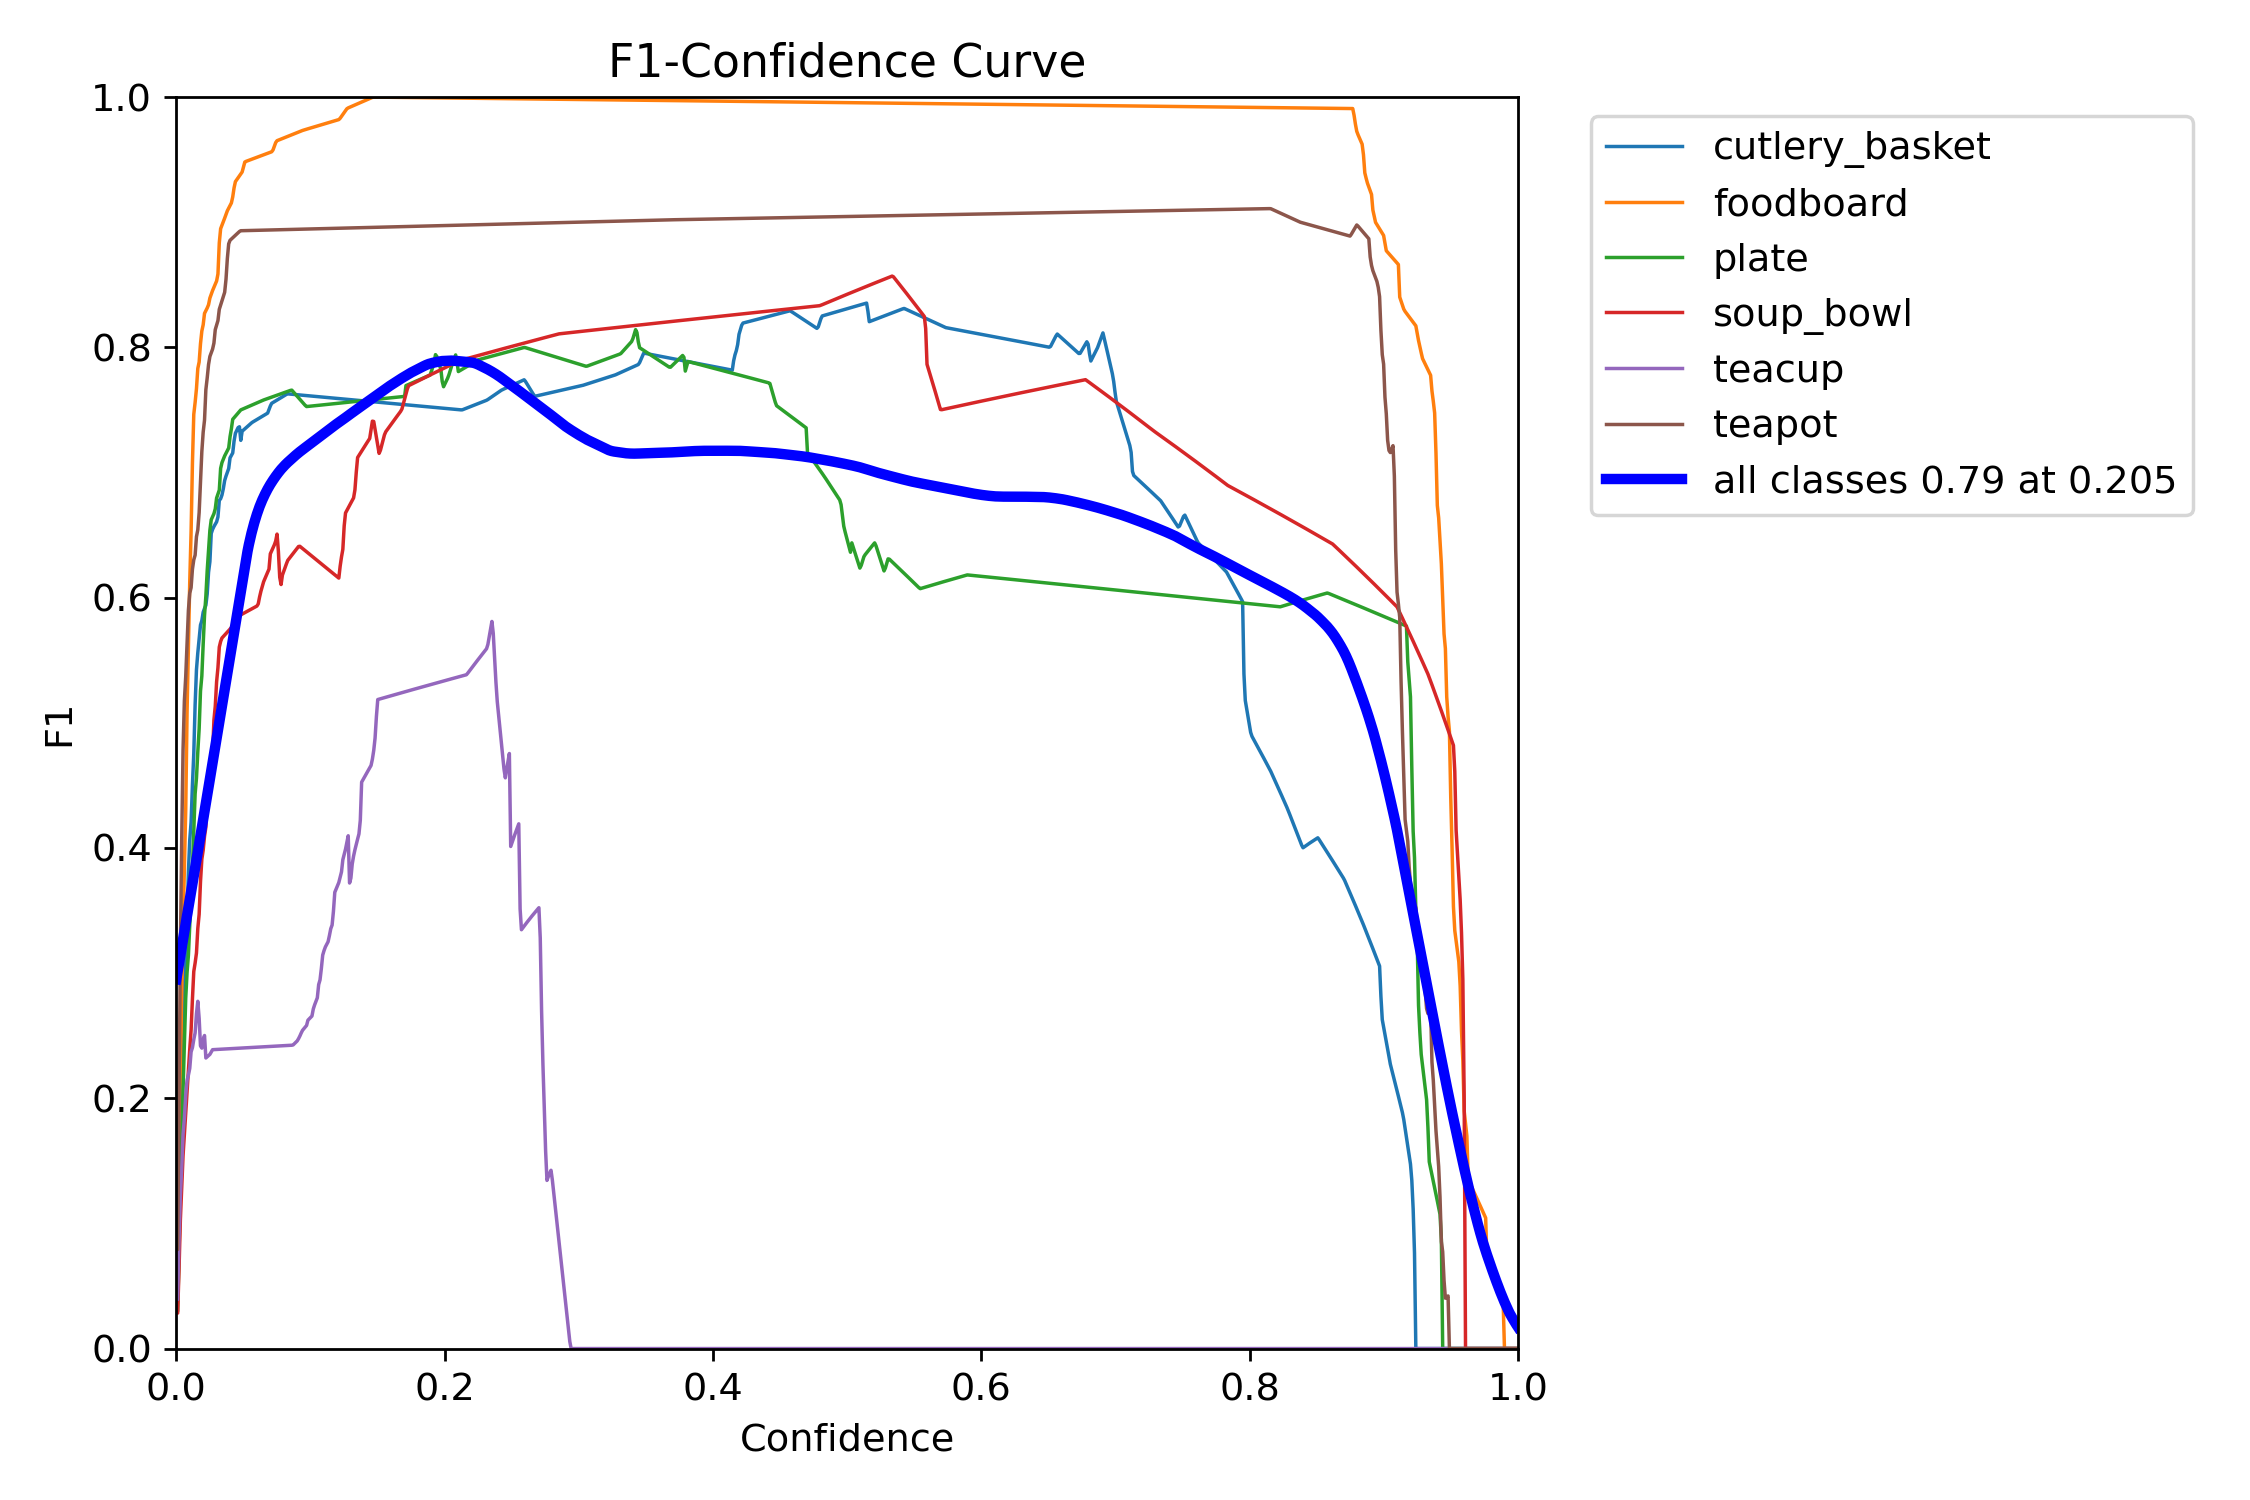 F1-Confidence Curve
1.0
0.8
0.6
0.4
0.2
0.0
F1
0.0 0.2 0.4 0.6 0.8 1.0
Confidence
cutlery_basket
foodboard
plate
soup_bowl
teacup
teapot
all classes 0.79 at 0.205